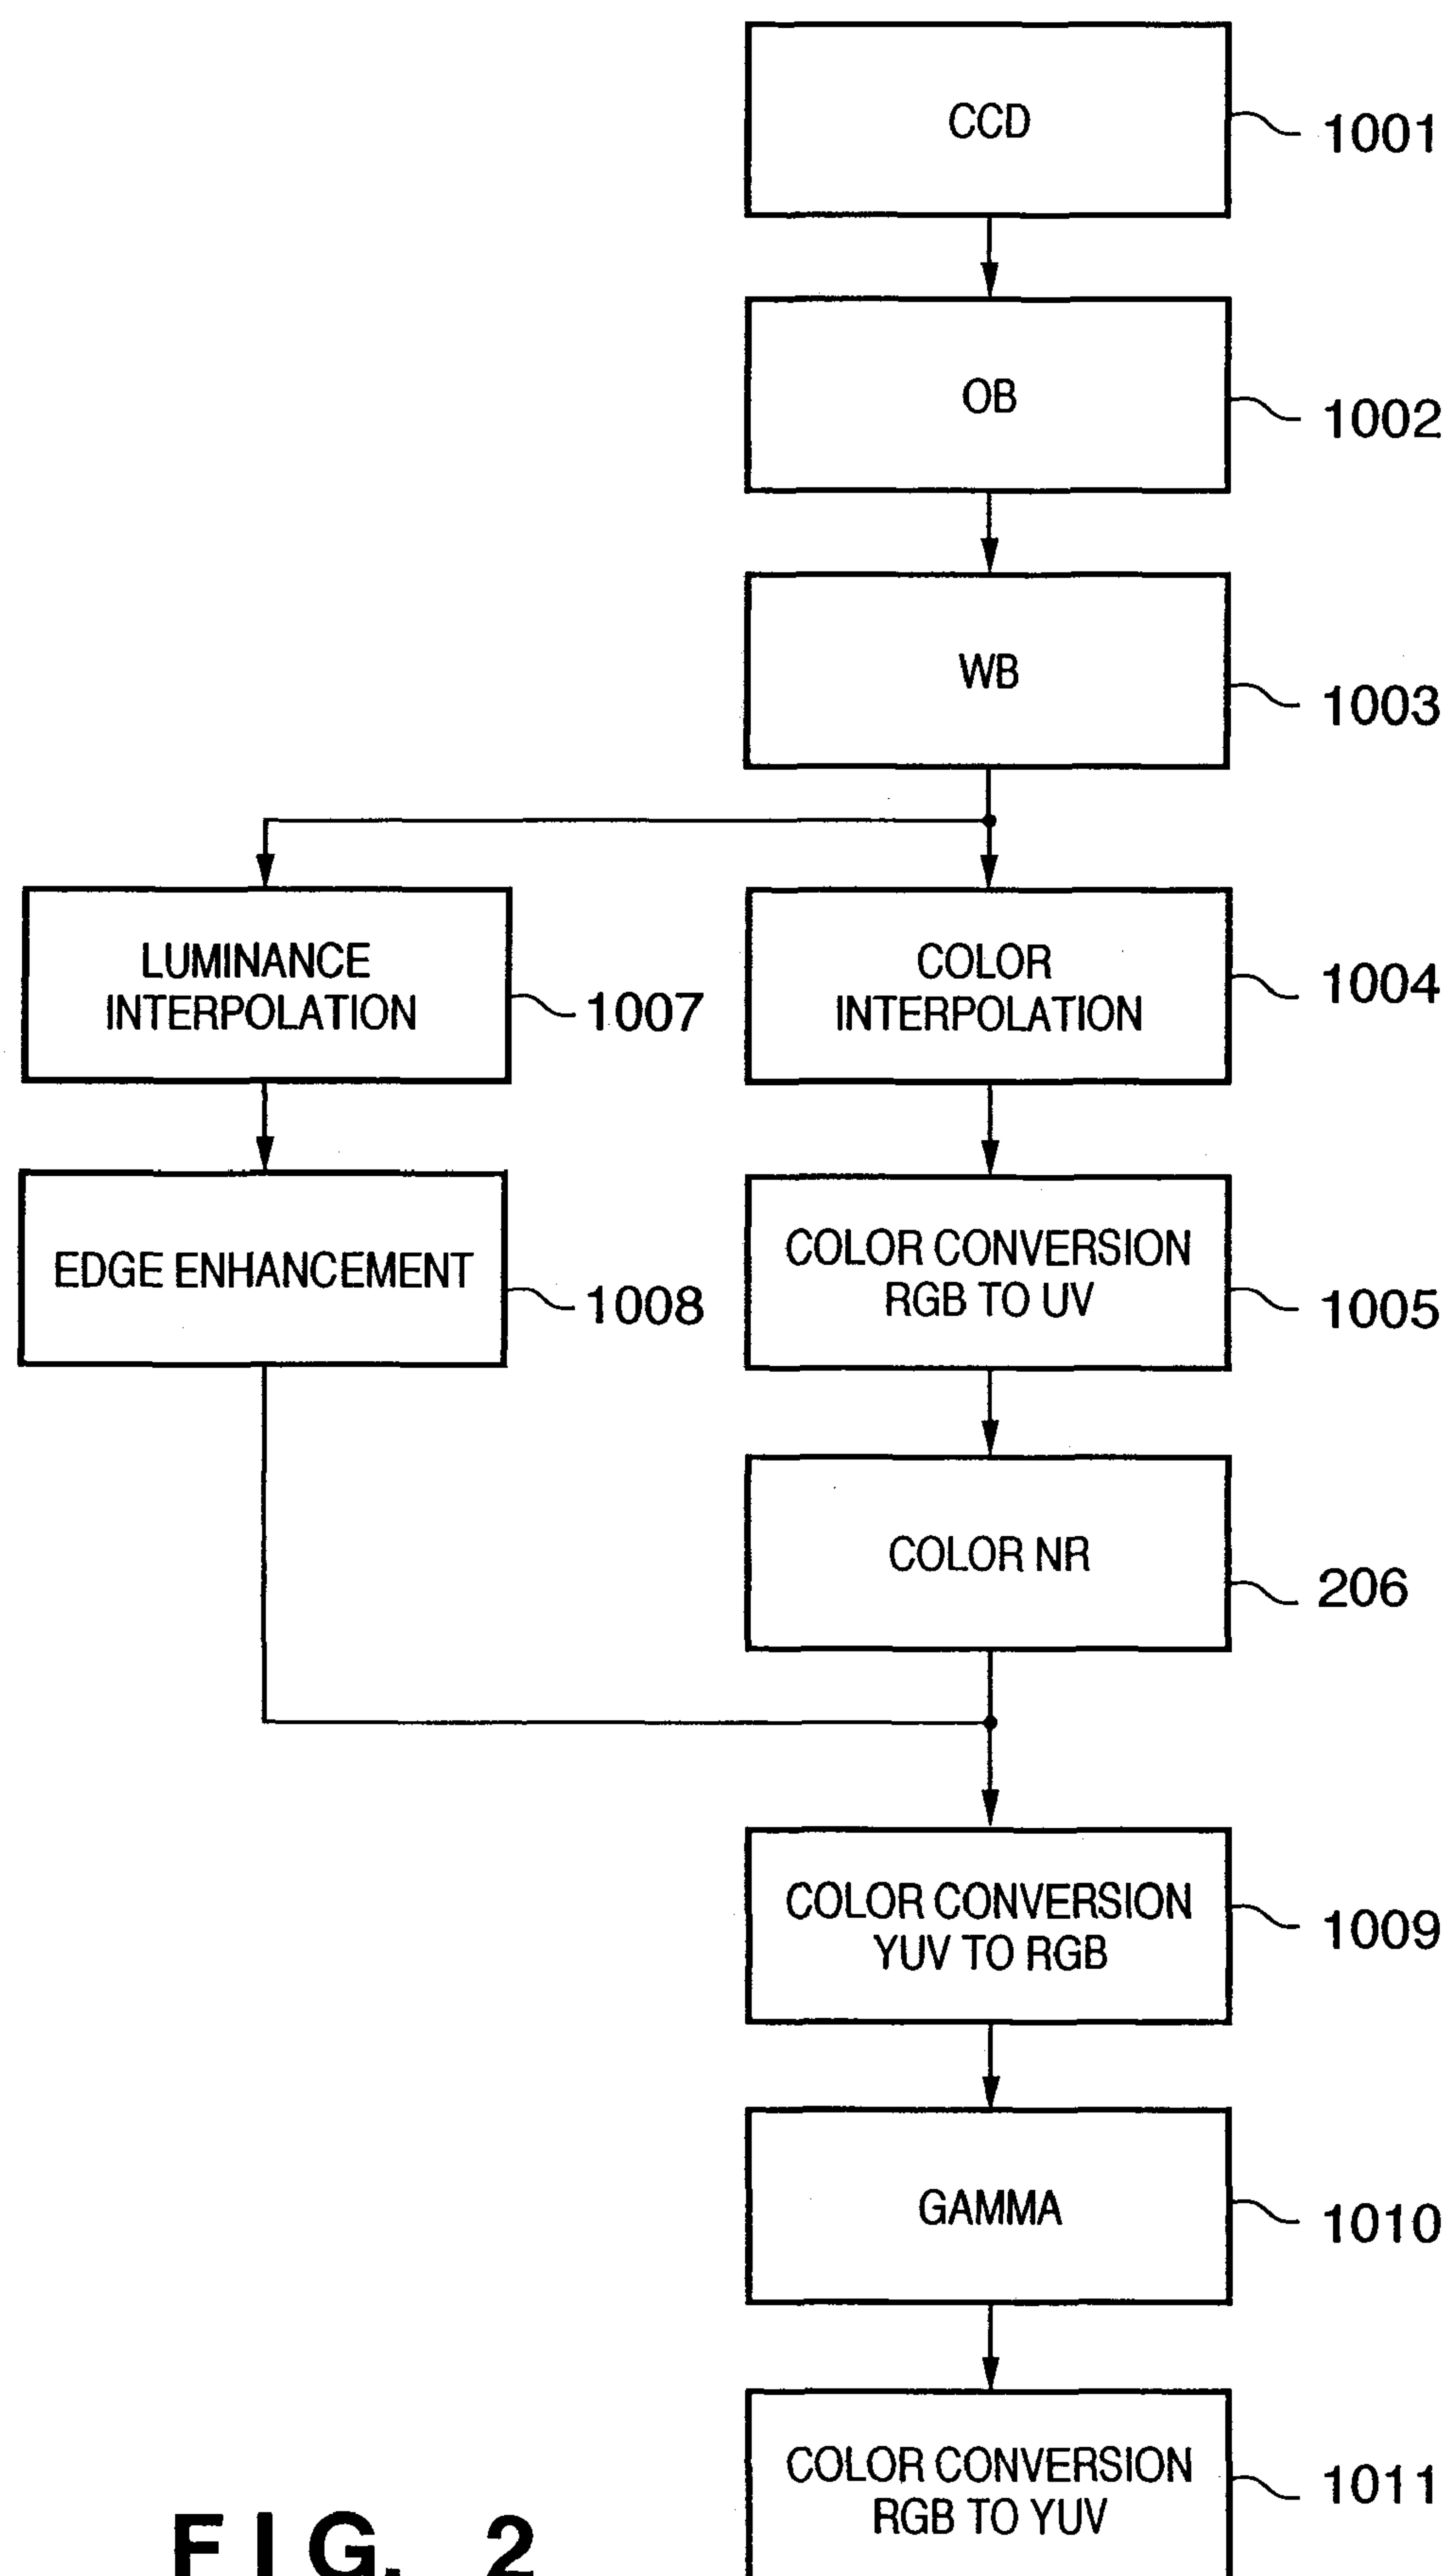 CCD
1001
OB
1002
WB
1003
LUMINANCE
INTERPOLATION
1007
COLOR
INTERPOLATION
1004
EDGE ENHANCEMENT
1008
COLOR CONVERSION
RGB TO UV
1005
COLOR NR
206
COLOR CONVERSION
YUV TO RGB
1009
GAMMA
1010
COLOR CONVERSION
RGB TO YUV
1011
FIG. 2